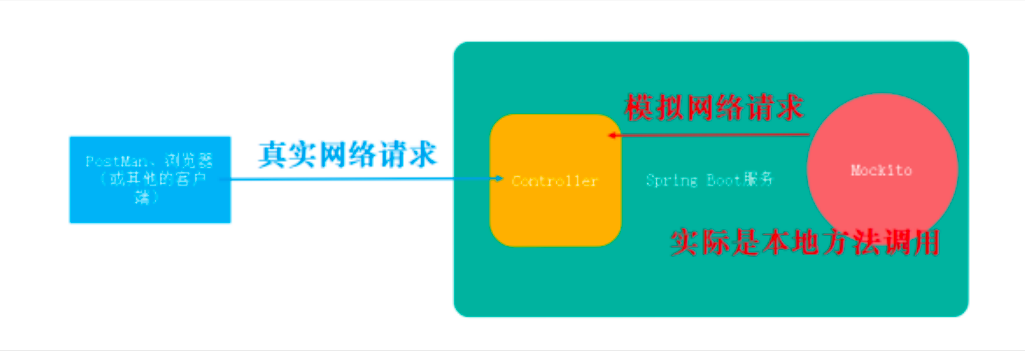 PostMan、浏览器
（或其他的客户
端）
真实网络请求
Controller
模拟网络请求
Spring Boot服务
Mockito
实际是本地方法调用